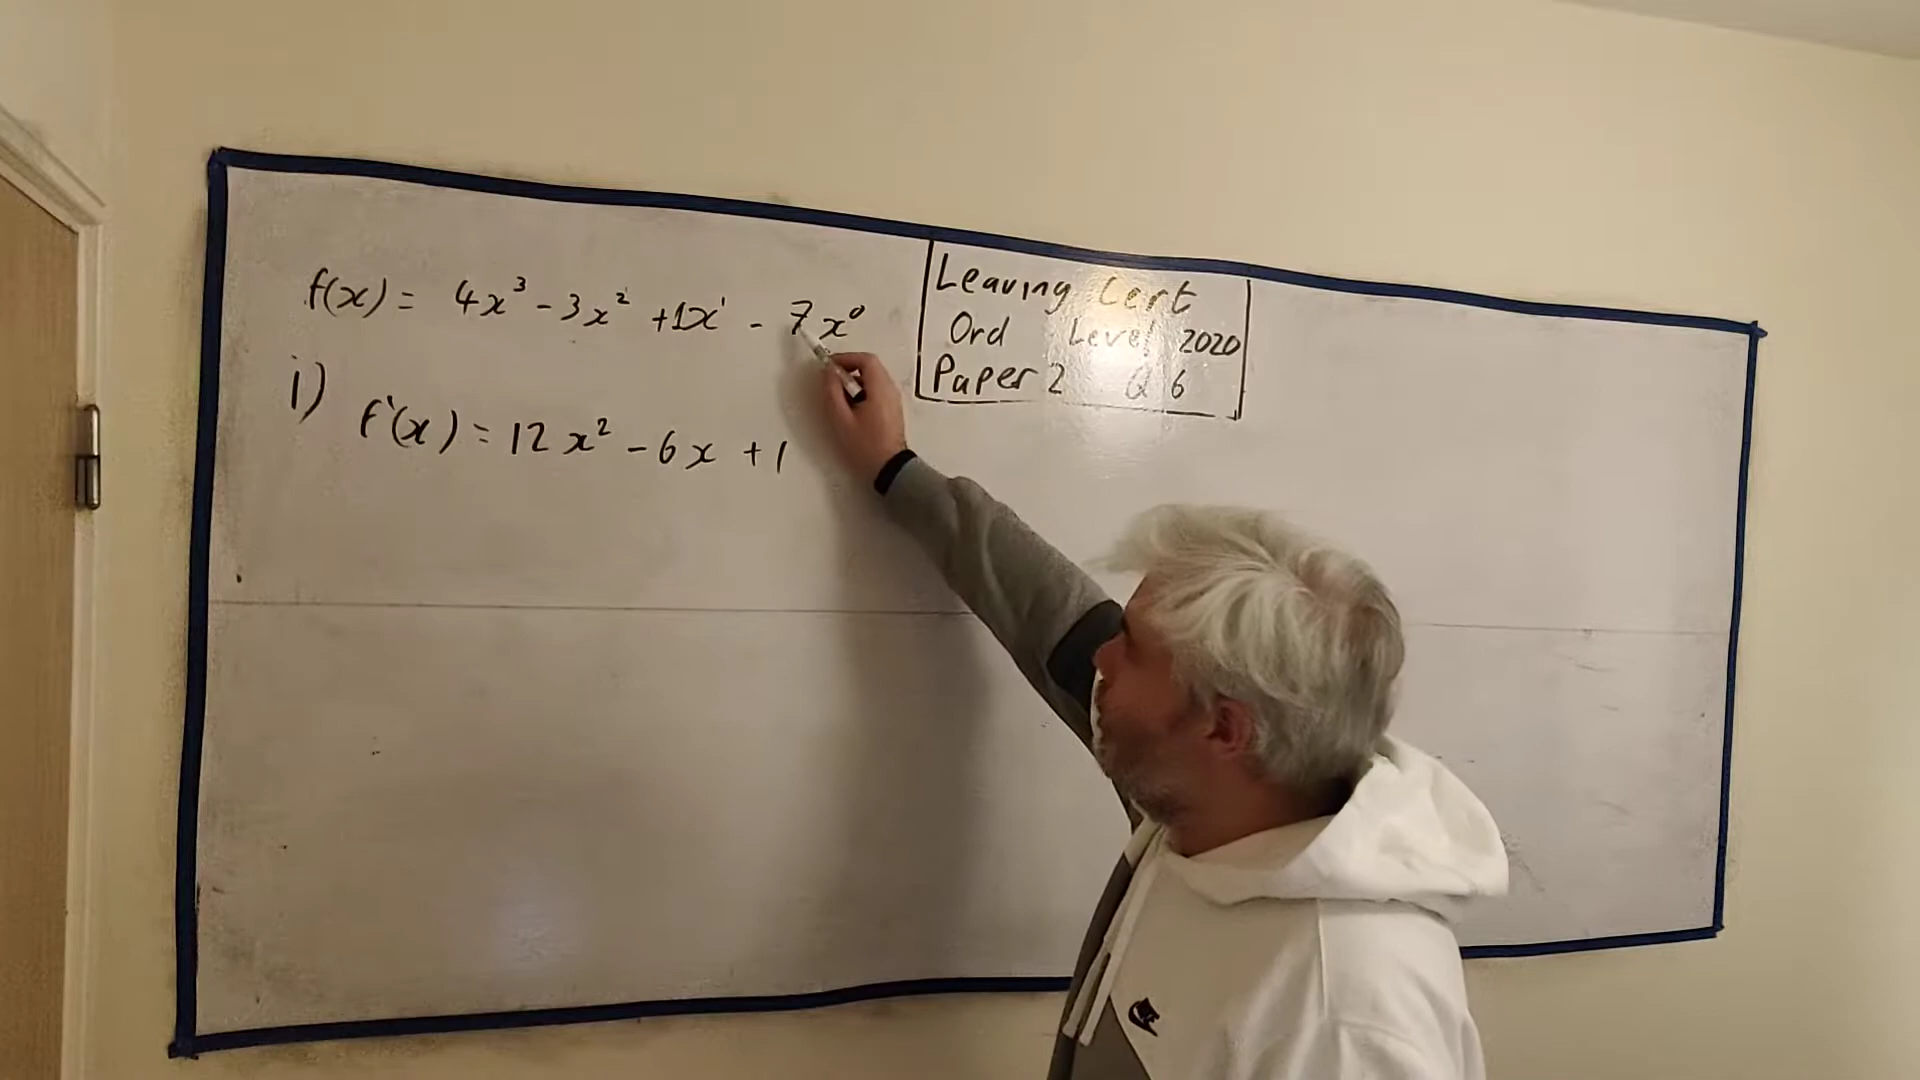 f(x) = 4x³ - 3x² + 1x¹ - 7x⁰
i) f'(x) = 12x² - 6x + 1
Leaving Cert
Ord Level 2020
Paper 2 Q 6